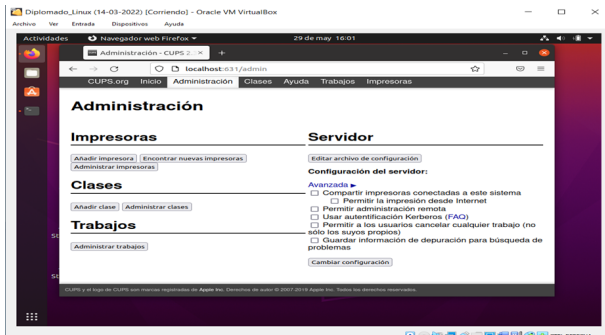 Diplomado_Linux (14-03-2022) [Corriendo] - Oracle VM VirtualBox
Archivo Ver Entrada Dispositivos Ayuda
Actividades Navegador web Firefox 29 de may 16:01
Administración - CUPS 2.
localhost:631/admin
CUPS.org Inicio Administración Clases Ayuda Trabajos Impresoras
Administración
Impresoras
Añadir impresora Encontrar nuevas impresoras
Administrar impresoras
Clases
Añadir clase Administrar clases
Trabajos
Administrar trabajos
Servidor
Editar archivo de configuración
Configuración del servidor:
Avanzada
Compartir impresoras conectadas a este sistema
Permitir la impresión desde Internet
Permitir administración remota
Usar autentificación Kerberos (FAQ)
Permitir a los usuarios cancelar cualquier trabajo (no
sólo los suyos propios)
Guardar información de depuración para búsqueda de
problemas
Cambiar configuración
CUPS y el logo de CUPS son marcas registradas de Apple Inc. Derechos de autor © 2007-2019 Apple Inc. Todos los derechos reservados.